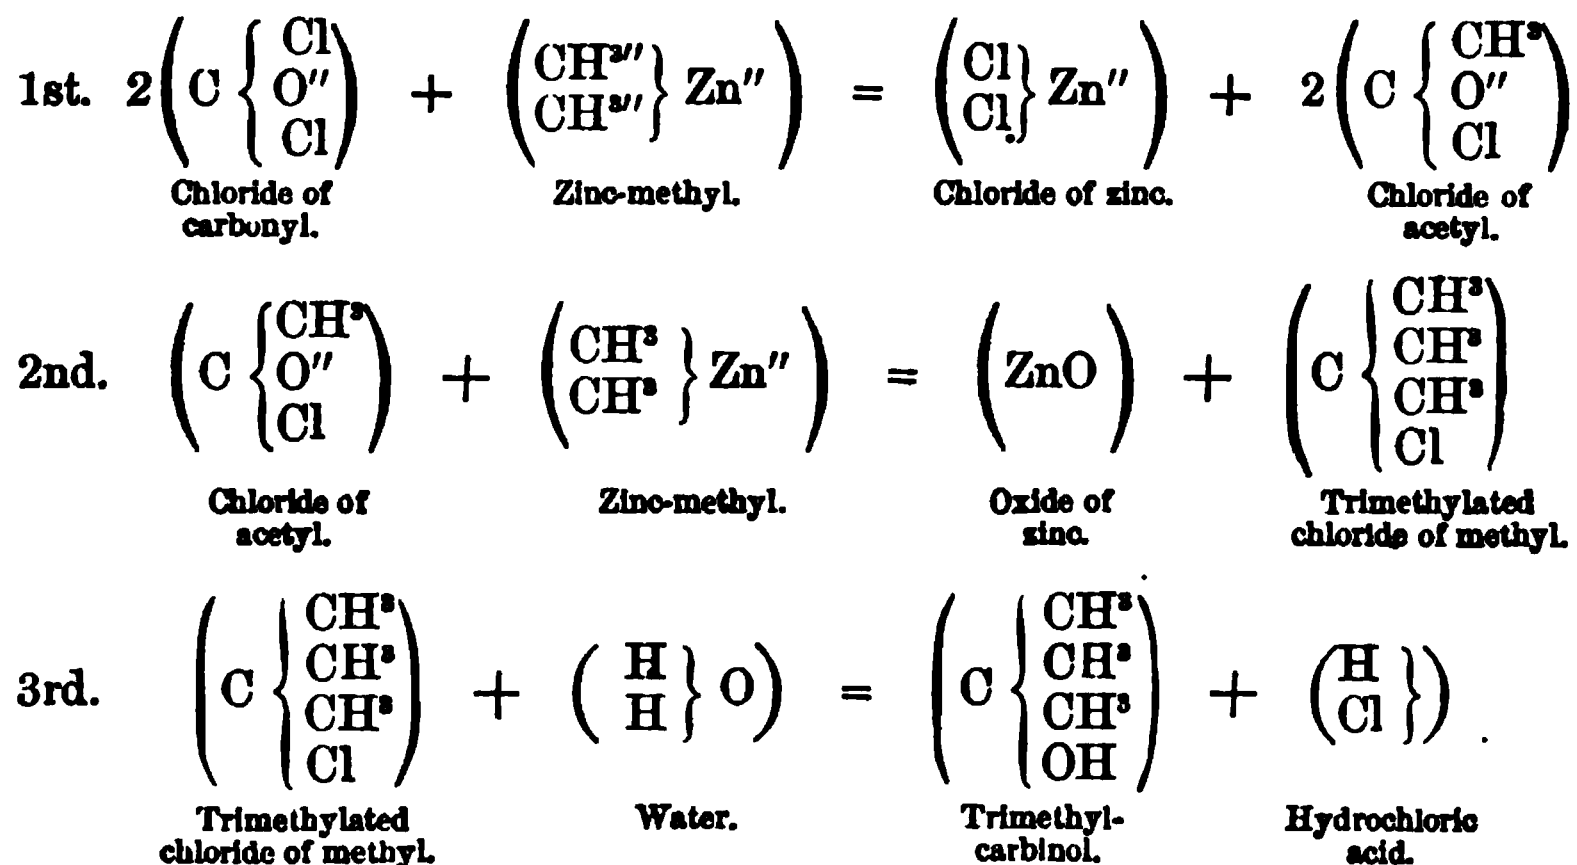 1st. 2(C { Cl O″ Cl) + (CH³″ CH³″ } Zn″) = (Cl Cl } Zn″) + 2(C { CH³ O″ Cl)
Chloride of carbonyl. Zinc-methyl. Chloride of zinc. Chloride of acetyl.
2nd. (C { CH³ O″ Cl) + (CH³ CH³ } Zn″) = (ZnO) + (C { CH³ CH³ CH³ Cl)
Chloride of acetyl. Zinc-methyl. Oxide of zinc. Trimethylated chloride of methyl.
3rd. (C { CH³ CH³ CH³ Cl) + (H H } O) = (C { CH³ CH³ CH³ OH) + (H Cl })
Trimethylated chloride of methyl. Water. Trimethyl-carbinol. Hydrochloric acid.